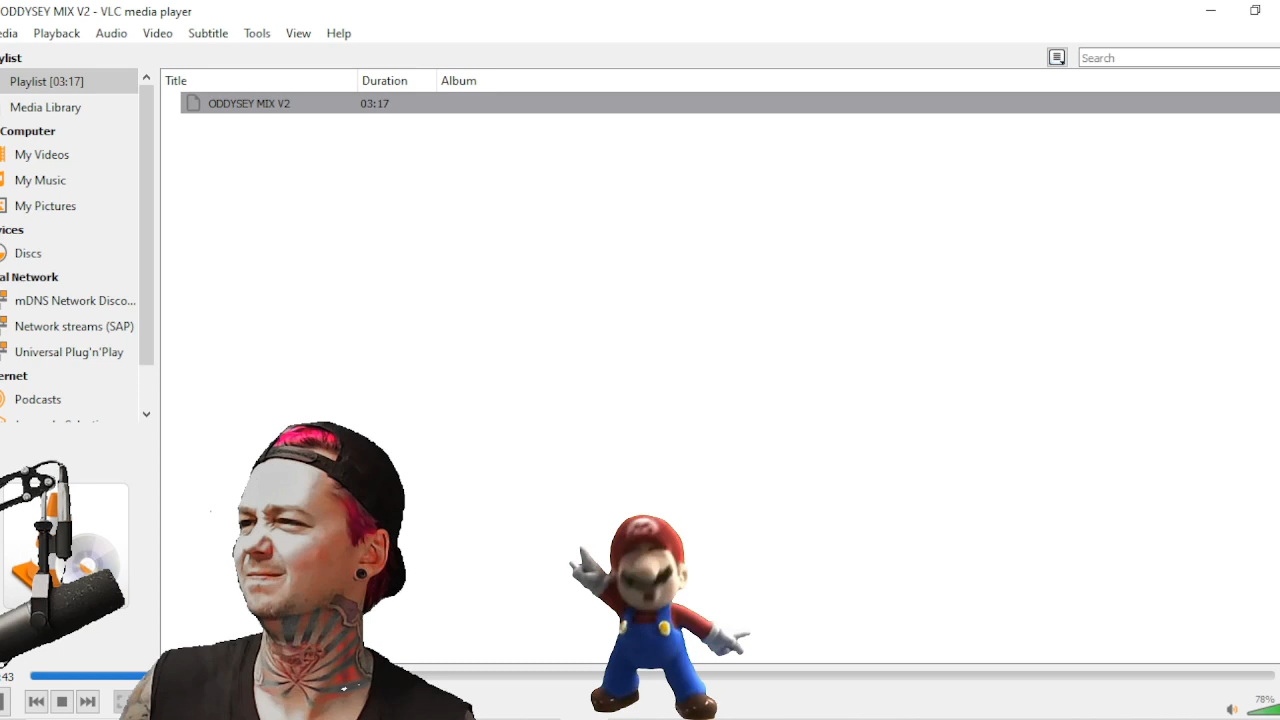 ODDYSEY MIX V2 - VLC media player
edia Playback Audio Video Subtitle Tools View Help
ylist
Search
Playlist [03:17]
Title Duration Album
ODDYSEY MIX V2 03:17
Media Library
Computer
My Videos
My Music
My Pictures
vices
Discs
al Network
mDNS Network Disco...
Network streams (SAP)
Universal Plug'n'Play
ernet
Podcasts
:43
78%